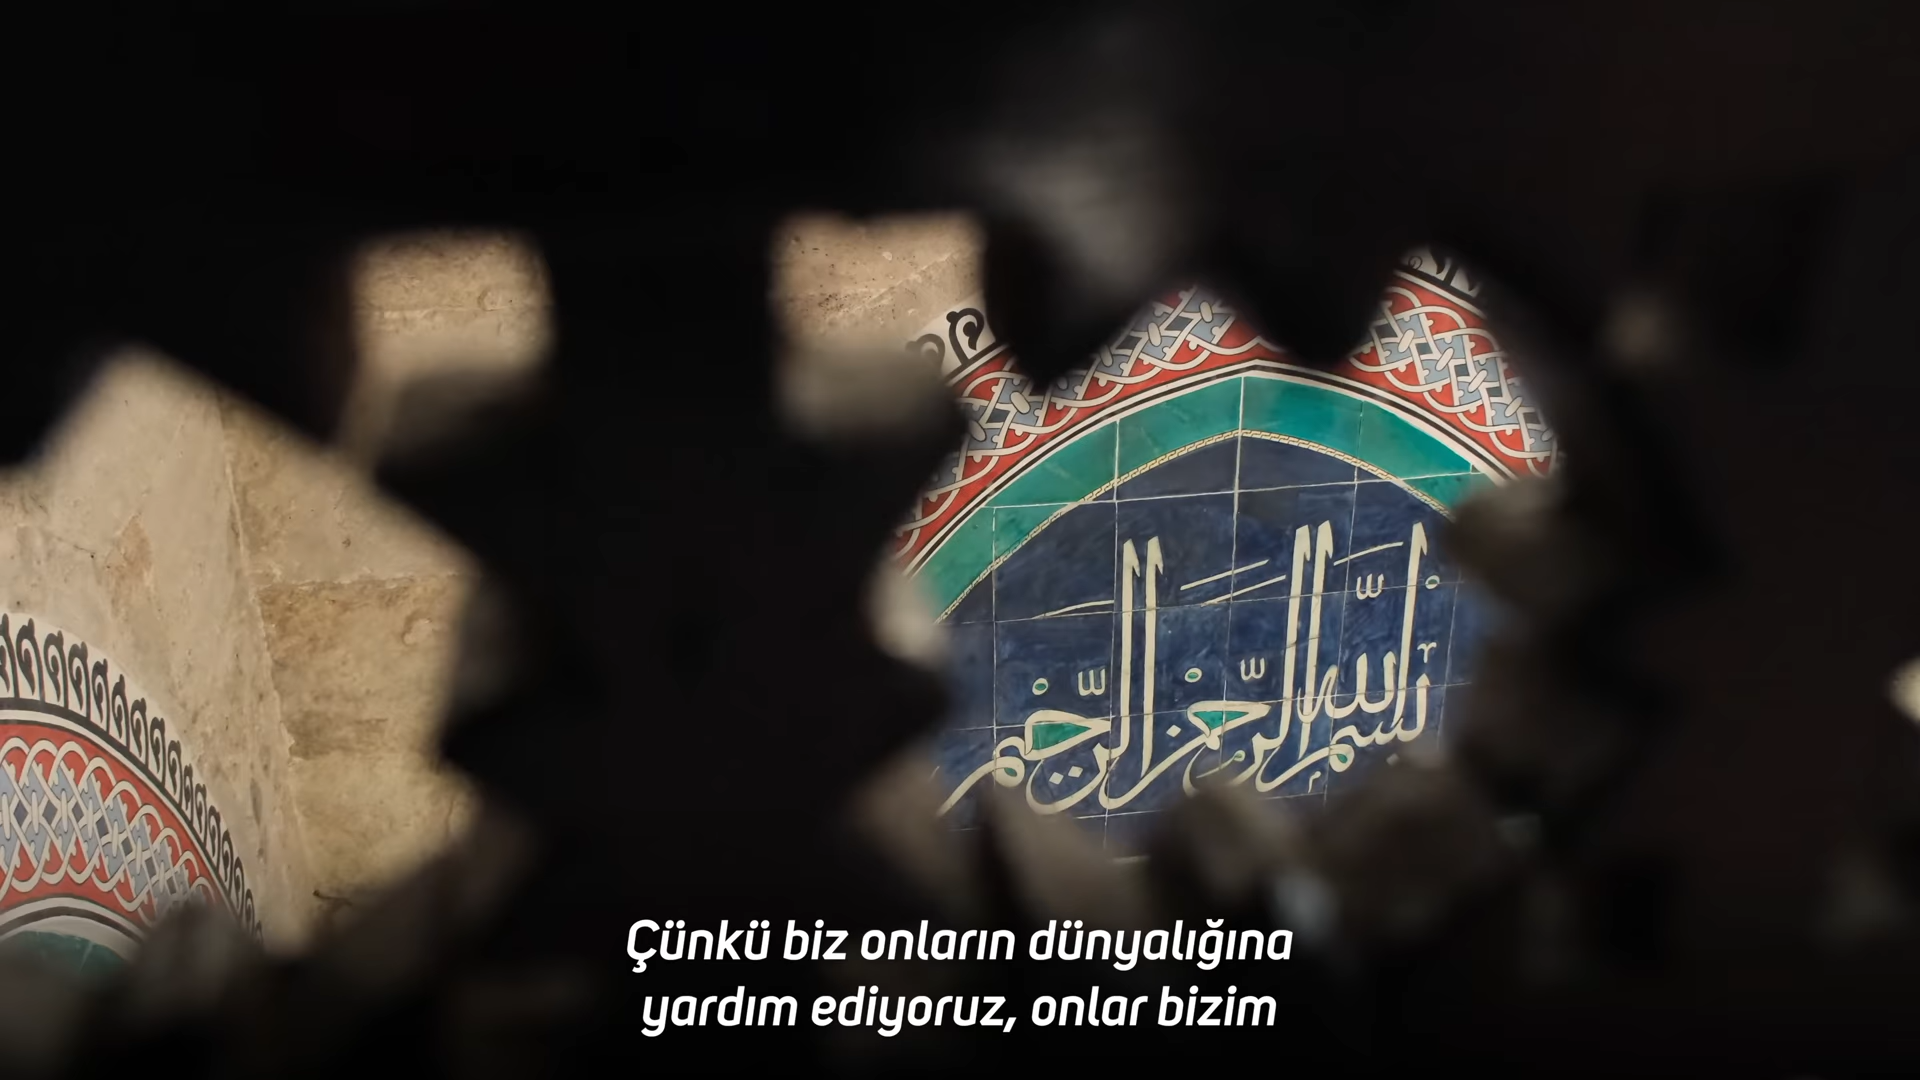 بسم الله الرحمن الرحيم
Çünkü biz onların dünyalığına
yardım ediyoruz, onlar bizim